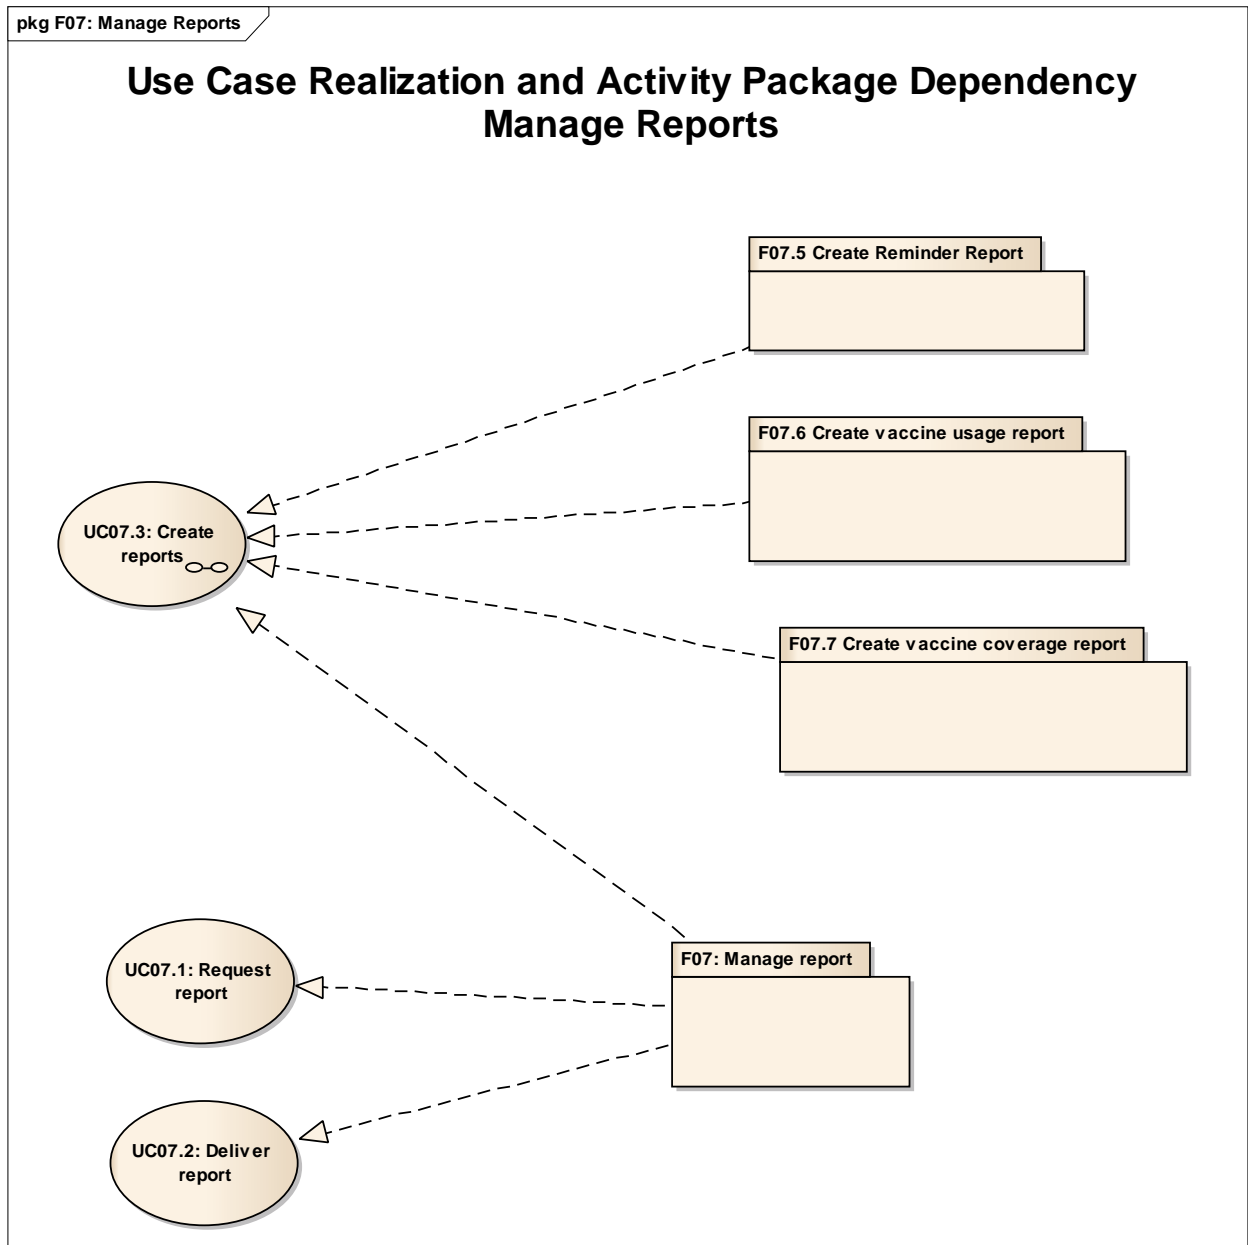 pkg F07: Manage Reports
Use Case Realization and Activity Package Dependency
Manage Reports
F07.5 Create Reminder Report
F07.6 Create vaccine usage report
UC07.3: Create
reports
F07.7 Create vaccine coverage report
F07: Manage report
UC07.1: Request
report
UC07.2: Deliver
report